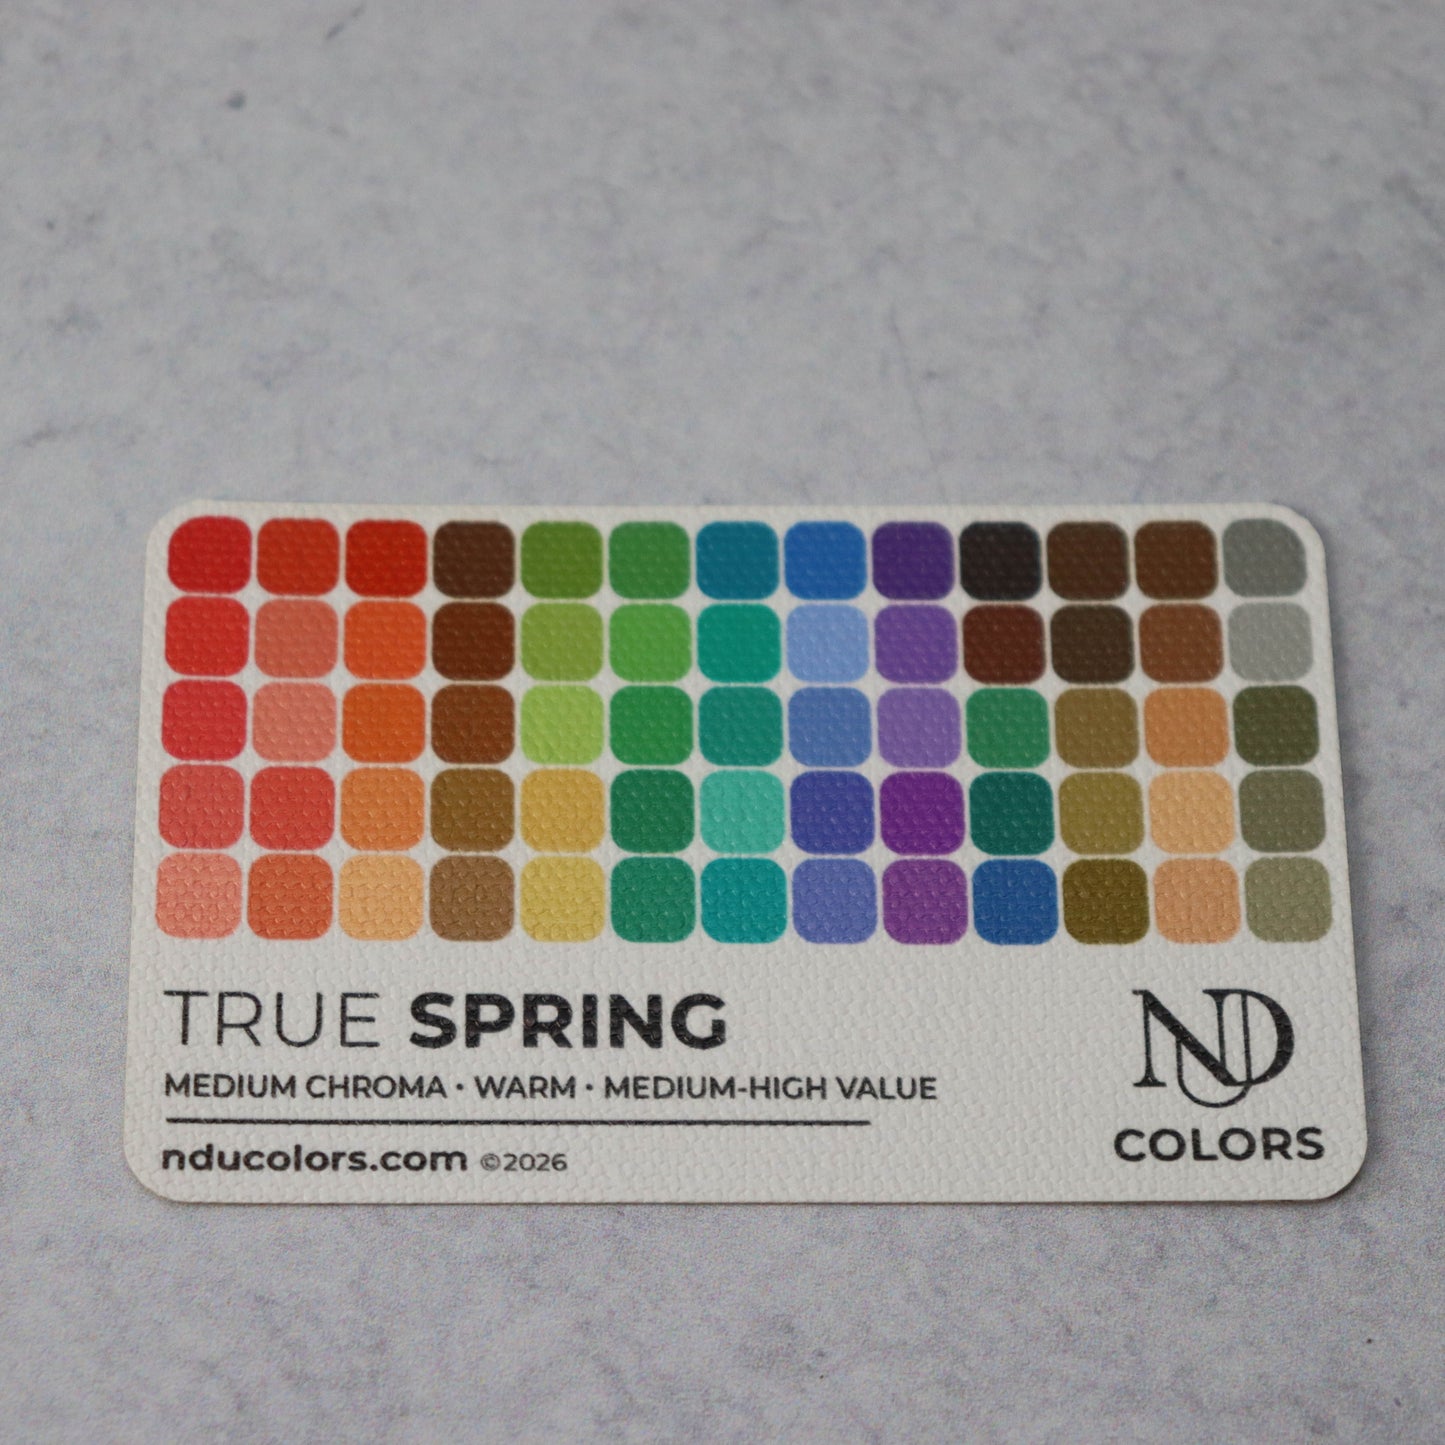 TRUE SPRING
MEDIUM CHROMA • WARM • MEDIUM-HIGH VALUE
nducolors.com ©2026
ND
COLORS